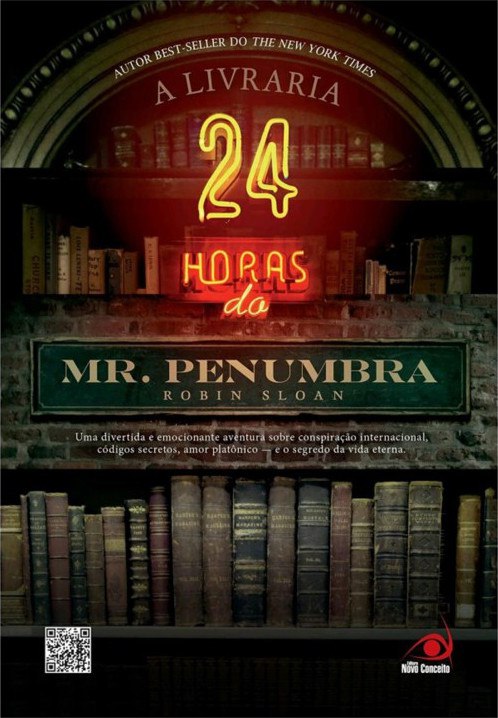 AUTOR BEST-SELLER DO THE NEW YORK TIMES
A LIVRARIA
24
HORAS
do
MR. PENUMBRA
ROBIN SLOAN
Uma divertida e emocionante aventura sobre conspiração internacional,
códigos secretos, amor platônico — e o segredo da vida eterna.
Editora
Novo Conceito